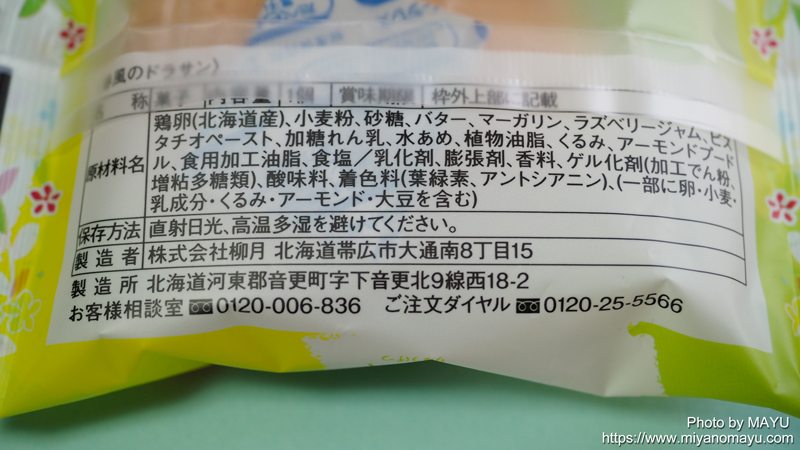 風のドラサン〉
称 菓子 内容量 1個 賞味期限 枠外上部に記載
原材料名 鶏卵(北海道産)、小麦粉、砂糖、バター、マーガリン、ラズベリージャム、ピス
タチオペースト、加糖れん乳、水あめ、植物油脂、くるみ、アーモンドプード
ル、食用加工油脂、食塩／乳化剤、膨張剤、香料、ゲル化剤(加工でん粉、
増粘多糖類)、酸味料、着色料(葉緑素、アントシアニン)、(一部に卵・小麦・
乳成分・くるみ・アーモンド・大豆を含む)
保存方法 直射日光、高温多湿を避けてください。
製造者 株式会社柳月 北海道帯広市大通南8丁目15
製造所 北海道河東郡音更町字下音更北9線西18-2
お客様相談室 0120-006-836 ご注文ダイヤル 0120-25-5566
Photo by MAYU
https://www.miyanomayu.com/